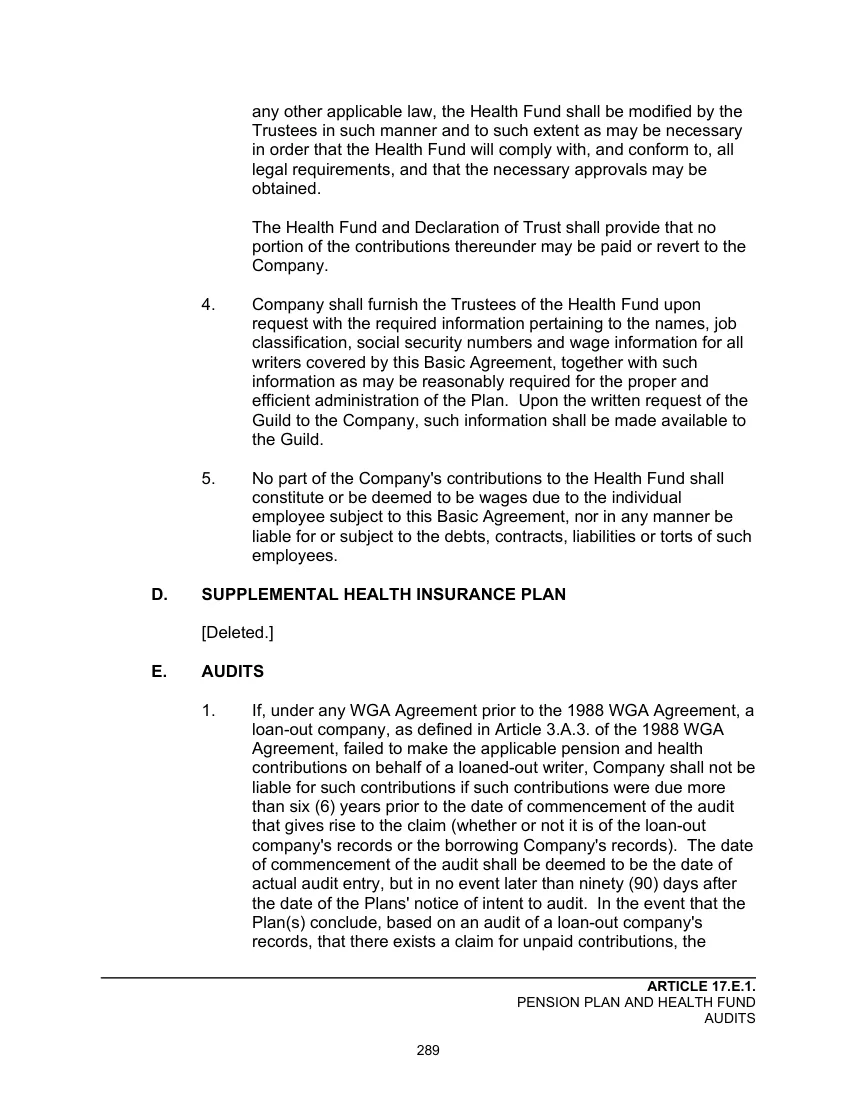 any other applicable law, the Health Fund shall be modified by the
Trustees in such manner and to such extent as may be necessary
in order that the Health Fund will comply with, and conform to, all
legal requirements, and that the necessary approvals may be
obtained.
The Health Fund and Declaration of Trust shall provide that no
portion of the contributions thereunder may be paid or revert to the
Company.
4. Company shall furnish the Trustees of the Health Fund upon
request with the required information pertaining to the names, job
classification, social security numbers and wage information for all
writers covered by this Basic Agreement, together with such
information as may be reasonably required for the proper and
efficient administration of the Plan.  Upon the written request of the
Guild to the Company, such information shall be made available to
the Guild.
5. No part of the Company's contributions to the Health Fund shall
constitute or be deemed to be wages due to the individual
employee subject to this Basic Agreement, nor in any manner be
liable for or subject to the debts, contracts, liabilities or torts of such
employees.
D. SUPPLEMENTAL HEALTH INSURANCE PLAN
[Deleted.]
E. AUDITS
1. If, under any WGA Agreement prior to the 1988 WGA Agreement, a
loan-out company, as defined in Article 3.A.3. of the 1988 WGA
Agreement, failed to make the applicable pension and health
contributions on behalf of a loaned-out writer, Company shall not be
liable for such contributions if such contributions were due more
than six (6) years prior to the date of commencement of the audit
that gives rise to the claim (whether or not it is of the loan-out
company's records or the borrowing Company's records).  The date
of commencement of the audit shall be deemed to be the date of
actual audit entry, but in no event later than ninety (90) days after
the date of the Plans' notice of intent to audit.  In the event that the
Plan(s) conclude, based on an audit of a loan-out company's
records, that there exists a claim for unpaid contributions, the
ARTICLE 17.E.1.
PENSION PLAN AND HEALTH FUND
AUDITS
289